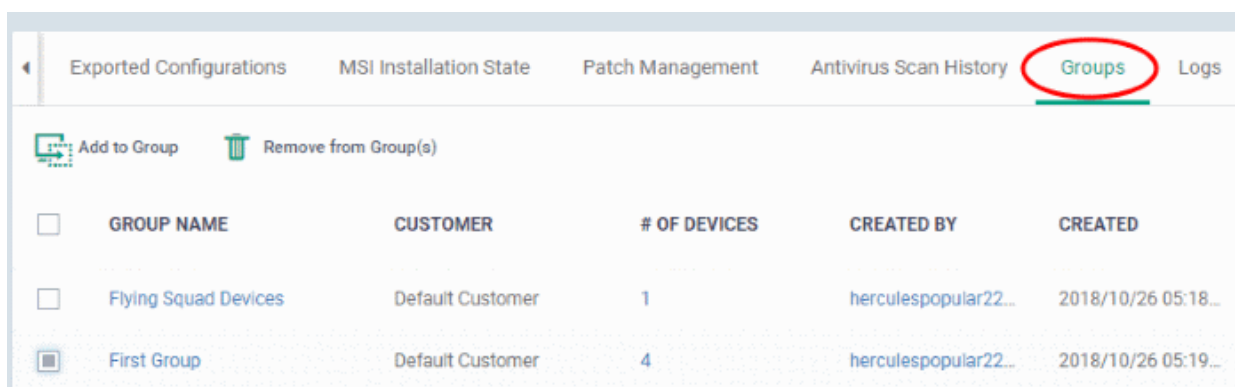 Exported Configurations MSI Installation State Patch Management Antivirus Scan History Groups Logs
Add to Group Remove from Group(s)
GROUP NAME CUSTOMER # OF DEVICES CREATED BY CREATED
Flying Squad Devices Default Customer 1 herculespopular22... 2018/10/26 05:18...
First Group Default Customer 4 herculespopular22... 2018/10/26 05:19...